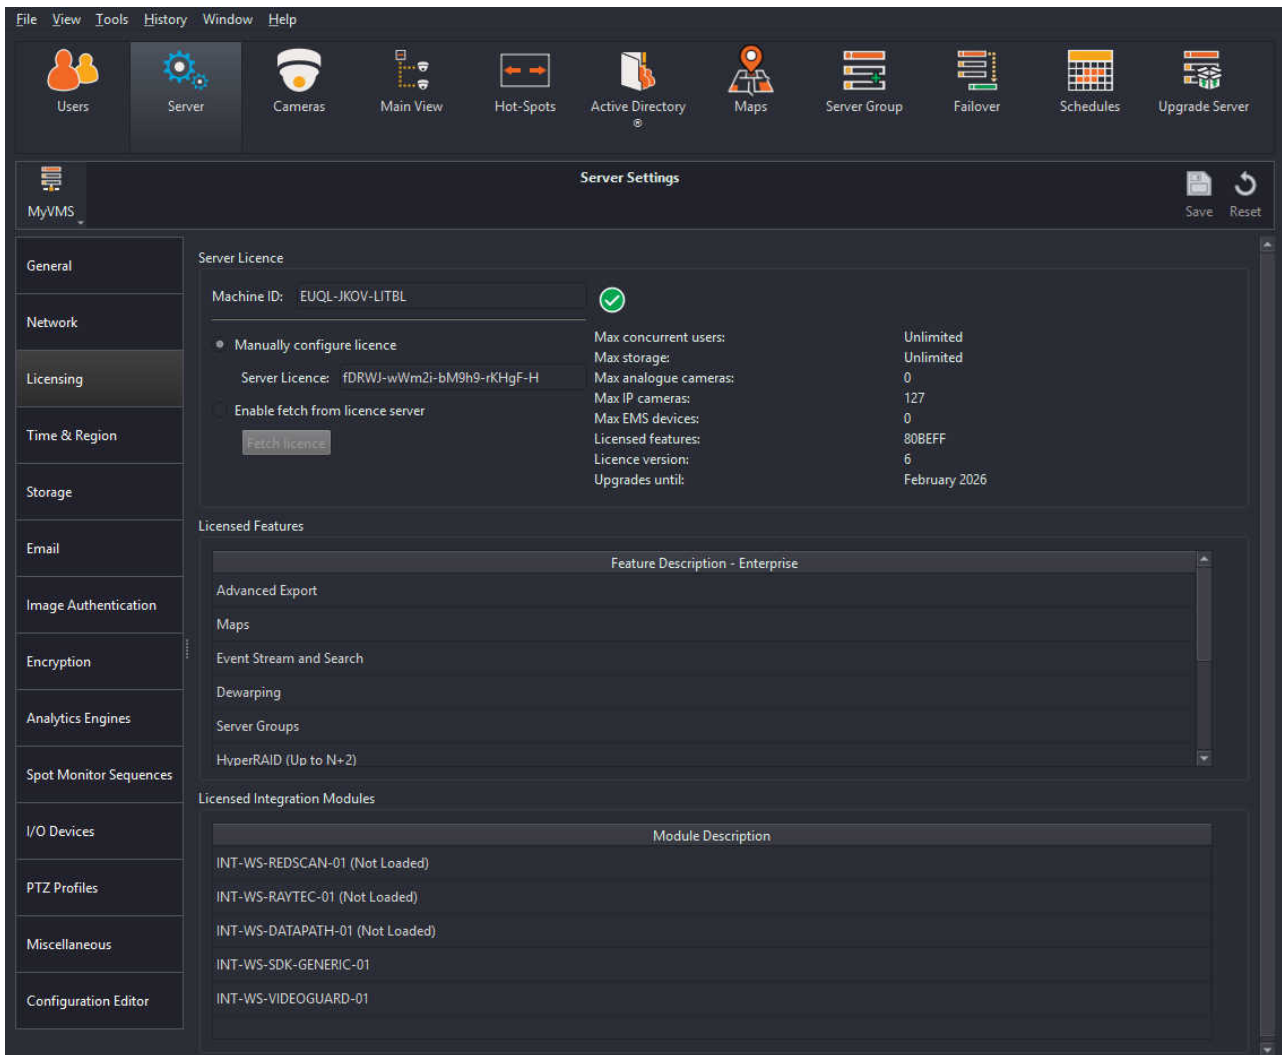 File View Tools History Window Help
Users Server Cameras Main View Hot-Spots Active Directory Maps Server Group Failover Schedules Upgrade Server
®
Server Settings
MyVMS
Save Reset
General
Network
Licensing
Time & Region
Storage
Email
Image Authentication
Encryption
Analytics Engines
Spot Monitor Sequences
I/O Devices
PTZ Profiles
Miscellaneous
Configuration Editor
Server Licence
Machine ID: EUQL-JKOV-LITBL
Manually configure licence
Server Licence: fDRWJ-wWm2i-bM9h9-rKHgF-H
Enable fetch from licence server
Fetch licence
Max concurrent users: Unlimited
Max storage: Unlimited
Max analogue cameras: 0
Max IP cameras: 127
Max EMS devices: 0
Licensed features: 80BEFF
Licence version: 6
Upgrades until: February 2026
Licensed Features
Feature Description - Enterprise
Advanced Export
Maps
Event Stream and Search
Dewarping
Server Groups
HyperRAID (Up to N+2)
Licensed Integration Modules
Module Description
INT-WS-REDSCAN-01 (Not Loaded)
INT-WS-RAYTEC-01 (Not Loaded)
INT-WS-DATAPATH-01 (Not Loaded)
INT-WS-SDK-GENERIC-01
INT-WS-VIDEOGUARD-01